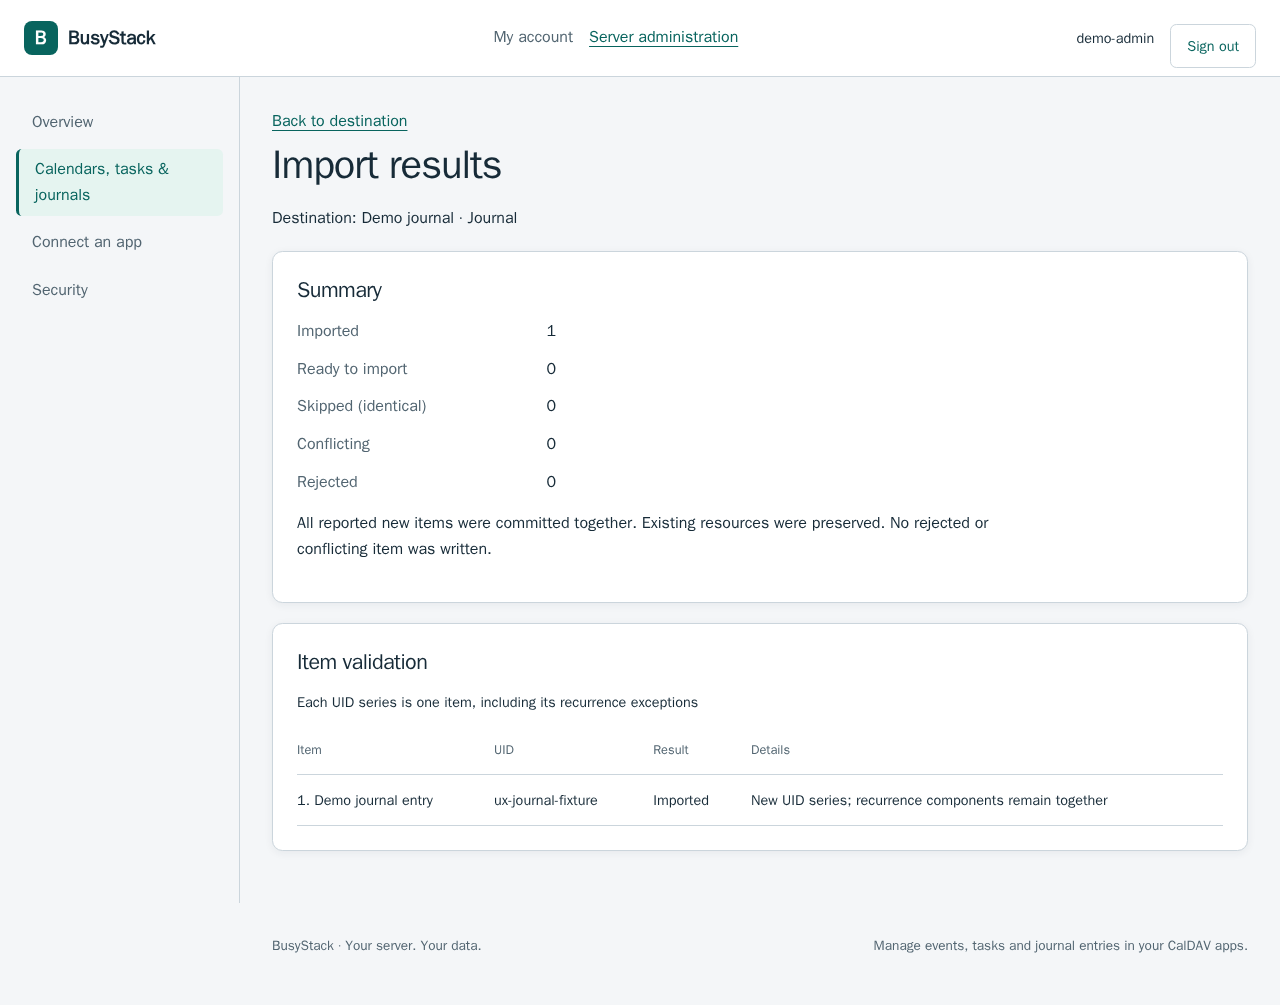 B BusyStack
My account Server administration
demo-admin Sign out
Overview
Calendars, tasks &
journals
Connect an app
Security
Back to destination
Import results
Destination: Demo journal · Journal
Summary
Imported 1
Ready to import 0
Skipped (identical) 0
Conflicting 0
Rejected 0
All reported new items were committed together. Existing resources were preserved. No rejected or
conflicting item was written.
Item validation
Each UID series is one item, including its recurrence exceptions
Item UID Result Details
1. Demo journal entry ux-journal-fixture Imported New UID series; recurrence components remain together
BusyStack · Your server. Your data.
Manage events, tasks and journal entries in your CalDAV apps.